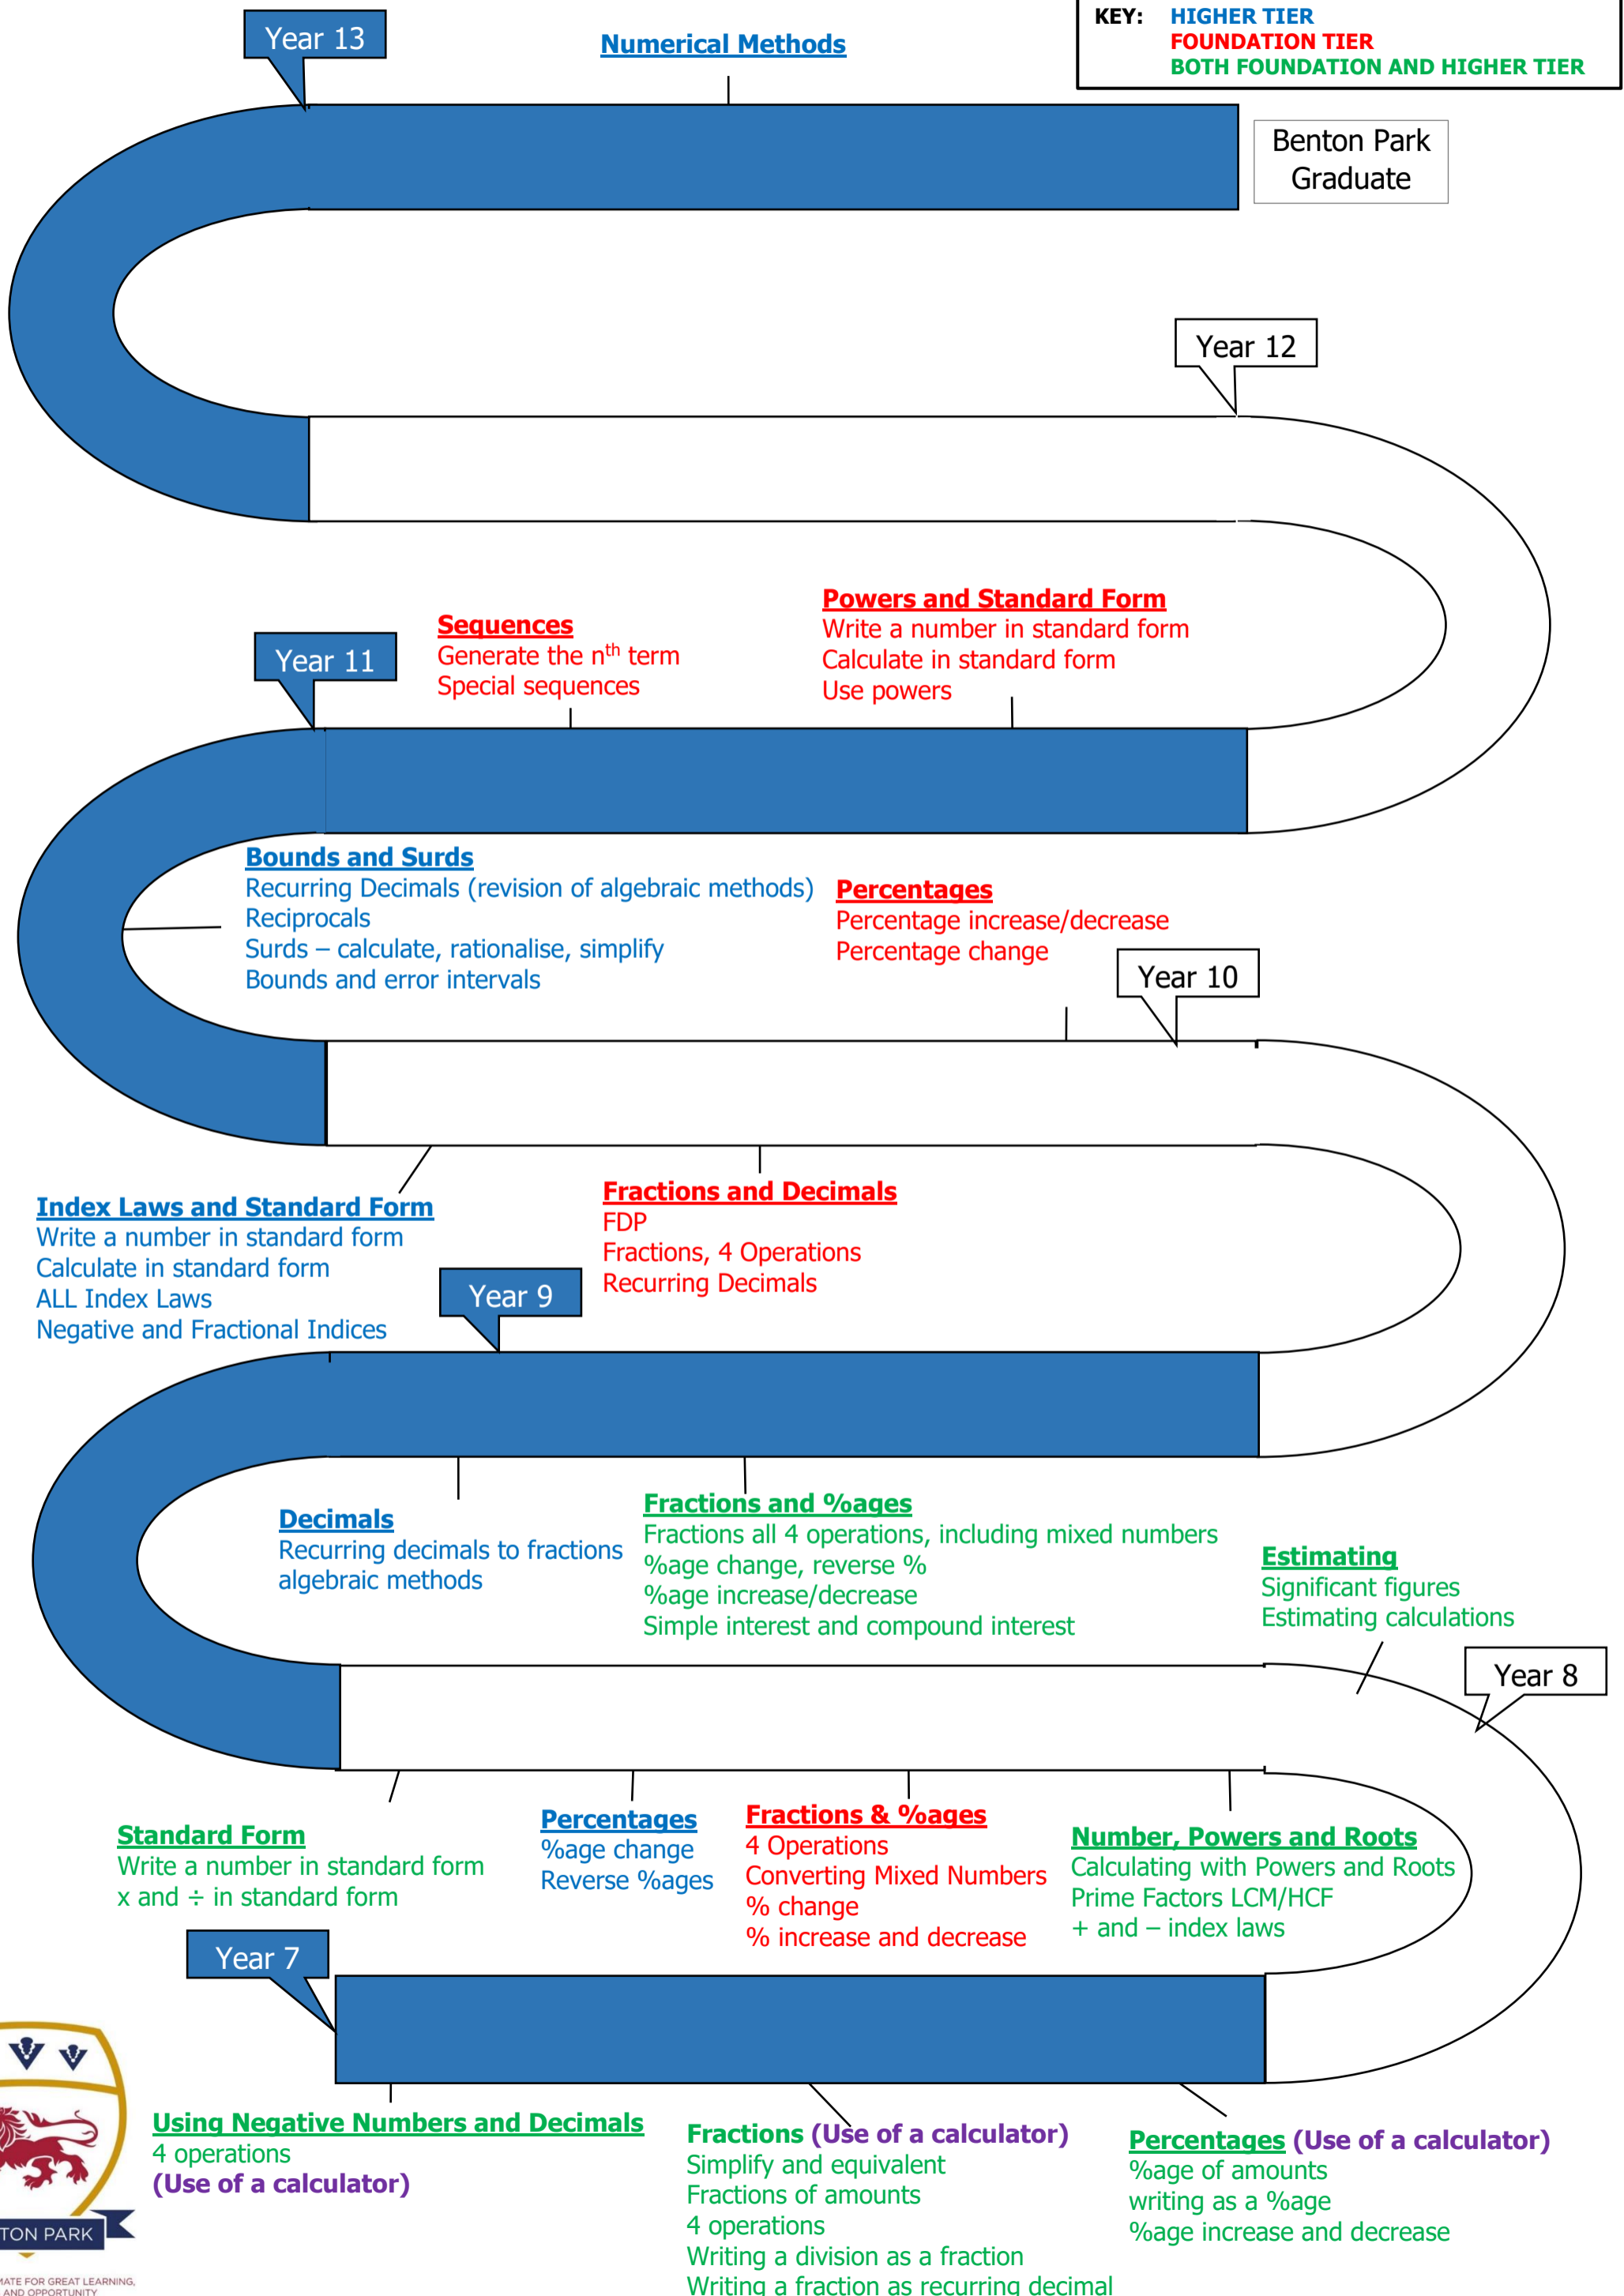 KEY: HIGHER TIER
FOUNDATION TIER
BOTH FOUNDATION AND HIGHER TIER
Year 13
Numerical Methods
Benton Park
Graduate
Year 12
Powers and Standard Form
Write a number in standard form
Calculate in standard form
Use powers
Sequences
Generate the nth term
Special sequences
Year 11
Bounds and Surds
Recurring Decimals (revision of algebraic methods)
Reciprocals
Surds – calculate, rationalise, simplify
Bounds and error intervals
Percentages
Percentage increase/decrease
Percentage change
Year 10
Index Laws and Standard Form
Write a number in standard form
Calculate in standard form
ALL Index Laws
Negative and Fractional Indices
Fractions and Decimals
FDP
Fractions, 4 Operations
Recurring Decimals
Year 9
Decimals
Recurring decimals to fractions
algebraic methods
Fractions and %ages
Fractions all 4 operations, including mixed numbers
%age change, reverse %
%age increase/decrease
Simple interest and compound interest
Estimating
Significant figures
Estimating calculations
Year 8
Standard Form
Write a number in standard form
x and ÷ in standard form
Percentages
%age change
Reverse %ages
Fractions & %ages
4 Operations
Converting Mixed Numbers
% change
% increase and decrease
Number, Powers and Roots
Calculating with Powers and Roots
Prime Factors LCM/HCF
+ and – index laws
Year 7
Using Negative Numbers and Decimals
4 operations
(Use of a calculator)
Fractions (Use of a calculator)
Simplify and equivalent
Fractions of amounts
4 operations
Writing a division as a fraction
Writing a fraction as recurring decimal
Percentages (Use of a calculator)
%age of amounts
writing as a %age
%age increase and decrease
TON PARK
MATE FOR GREAT LEARNING,
AND OPPORTUNITY